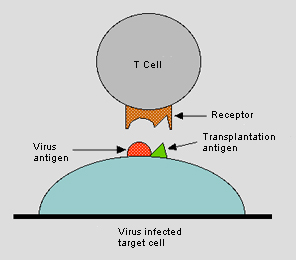 T Cell
Receptor
Transplantation
antigen
Virus
antigen
Virus infected
target cell